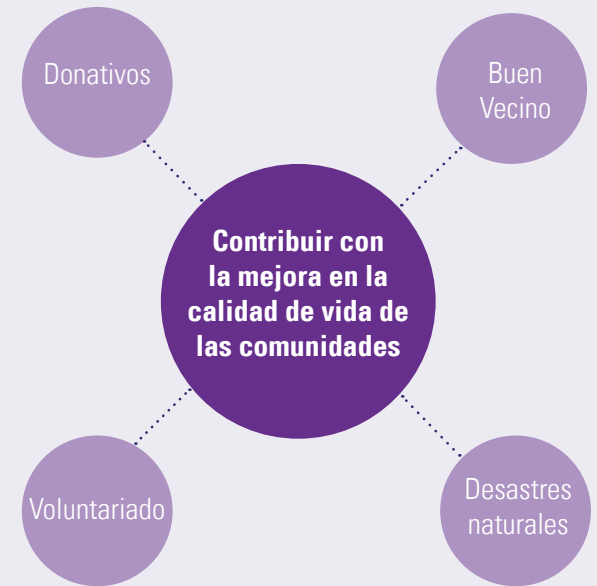 Donativos
Buen
Vecino
Contribuir con
la mejora en la
calidad de vida de
las comunidades
Voluntariado
Desastres
naturales